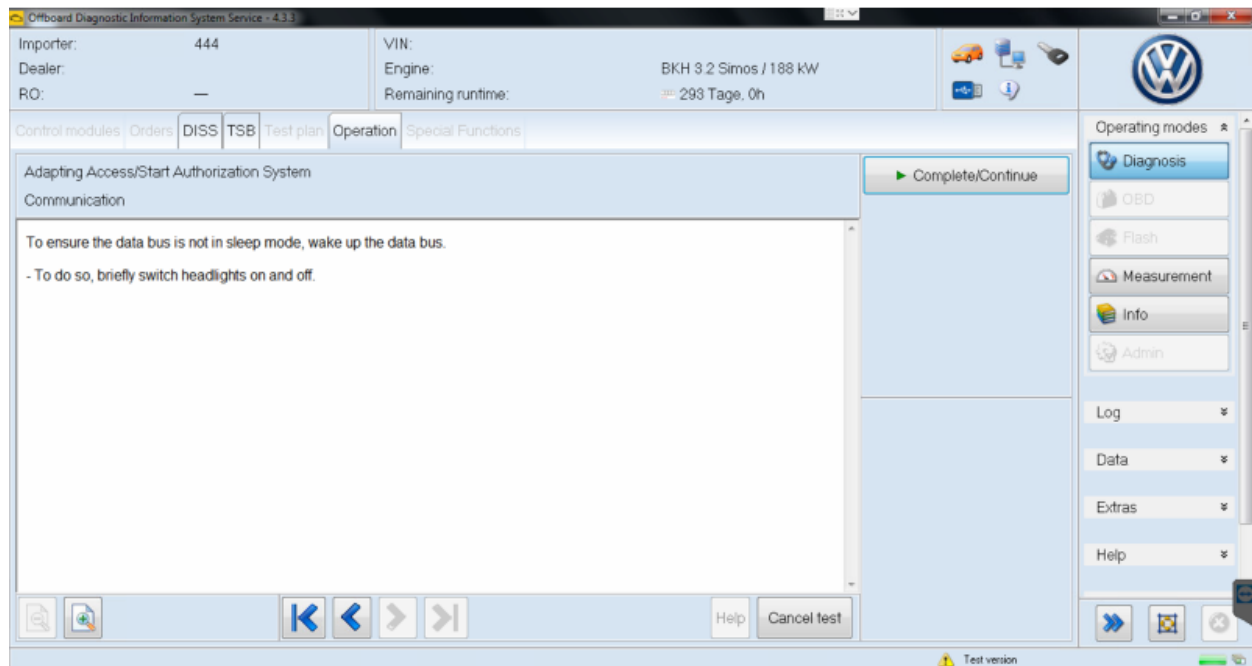 Offboard Diagnostic Information System Service - 4.3.3
Importer: 444
Dealer:
RO: —
VIN:
Engine: BKH 3.2 Simos / 188 kW
Remaining runtime: 293 Tage, 0h
Control modules Orders DISS TSB Test plan Operation Special Functions
Adapting Access/Start Authorization System
Communication
Complete/Continue
To ensure the data bus is not in sleep mode, wake up the data bus.
- To do so, briefly switch headlights on and off.
Help Cancel test
Operating modes
Diagnosis
OBD
Flash
Measurement
Info
Admin
Log
Data
Extras
Help
Test version